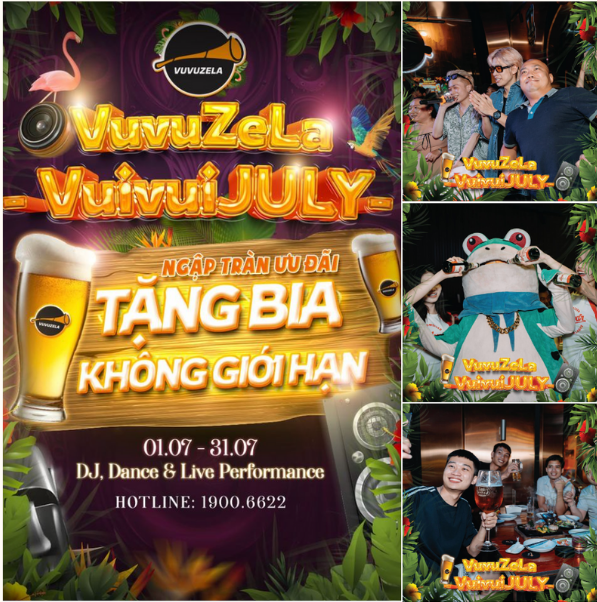 VUVUZELA
VuvuZeLa
-VuivuiJULY-
NGẬP TRÀN ƯU ĐÃI
TẶNG BIA
KHÔNG GIỚI HẠN
VUVUZELA
01.07 - 31.07
DJ, Dance & Live Performance
HOTLINE: 1900.6622
VuvuZeLa
-VuivuiJULY-
VuvuZeLa
-VuivuiJULY-
VuvuZeLa
-VuivuiJULY-